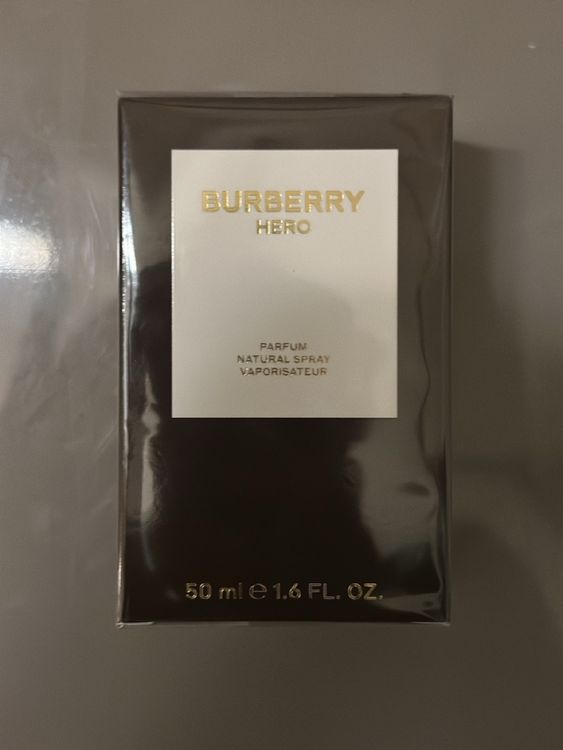 BURBERRY
HERO
PARFUM
NATURAL SPRAY
VAPORISATEUR
50 ml ℮ 1.6 FL. OZ.